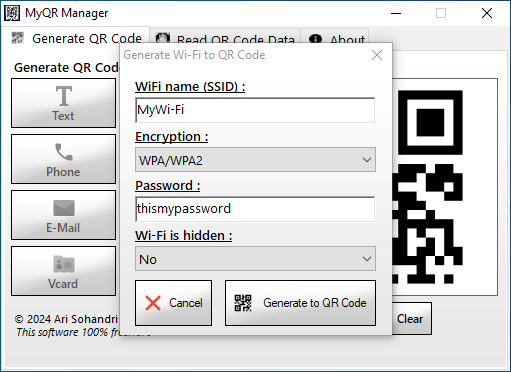 MyQR Manager
Generate QR Code
Read QR Code Data
About
Generate Wi-Fi to QR Code
Generate QR Cod
WiFi name (SSID) :
MyWi-Fi
Text
Encryption :
WPA/WPA2
Phone
Password :
thismypassword
E-Mail
Wi-Fi is hidden :
No
Vcard
Cancel
Generate to QR Code
Clear
© 2024 Ari Sohandri
This software 100%